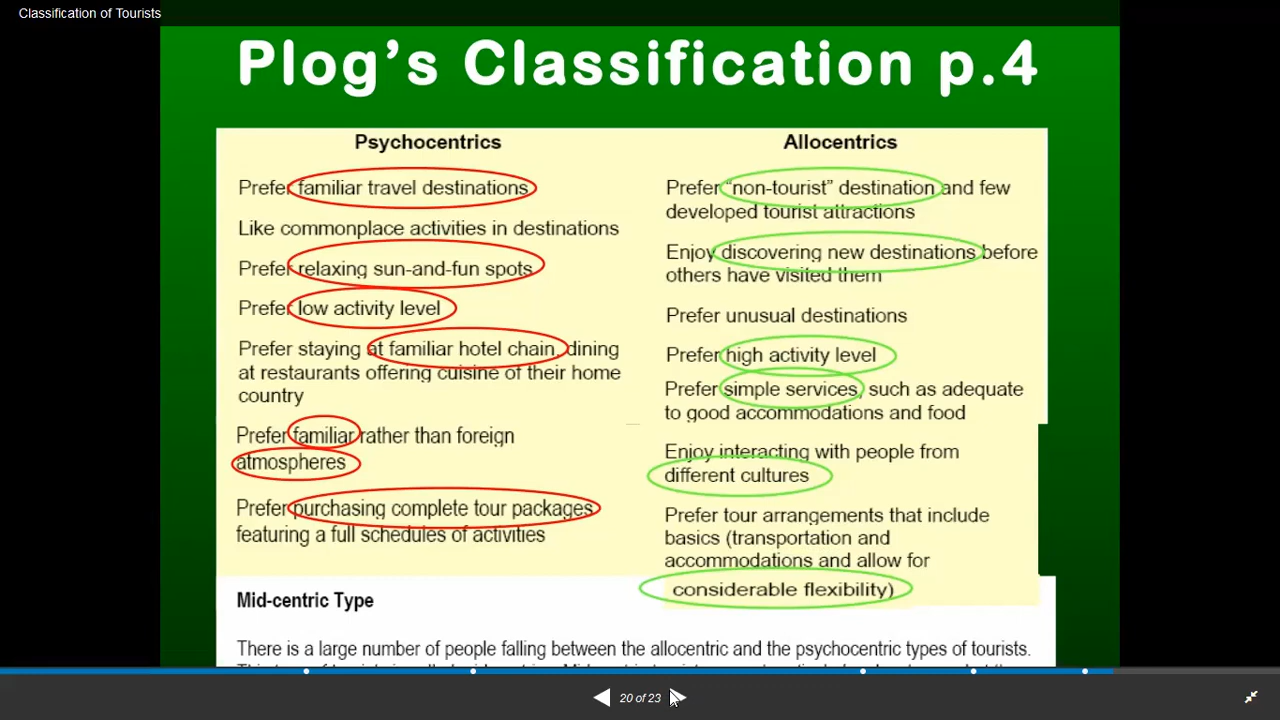 Classification of Tourists
Plog's Classification p.4
Psychocentrics
Prefer familiar travel destinations
Like commonplace activities in destinations
Prefer relaxing sun-and-fun spots
Prefer low activity level
Prefer staying at familiar hotel chain, dining
at restaurants offering cuisine of their home
country
Prefer familiar rather than foreign
atmospheres
Prefer purchasing complete tour packages
featuring a full schedules of activities
Allocentrics
Prefer "non-tourist" destination and few
developed tourist attractions
Enjoy discovering new destinations before
others have visited them
Prefer unusual destinations
Prefer high activity level
Prefer simple services, such as adequate
to good accommodations and food
Enjoy interacting with people from
different cultures
Prefer tour arrangements that include
basics (transportation and
accommodations and allow for
considerable flexibility)
Mid-centric Type
There is a large number of people falling between the allocentric and the psychocentric types of tourists.
20 of 23